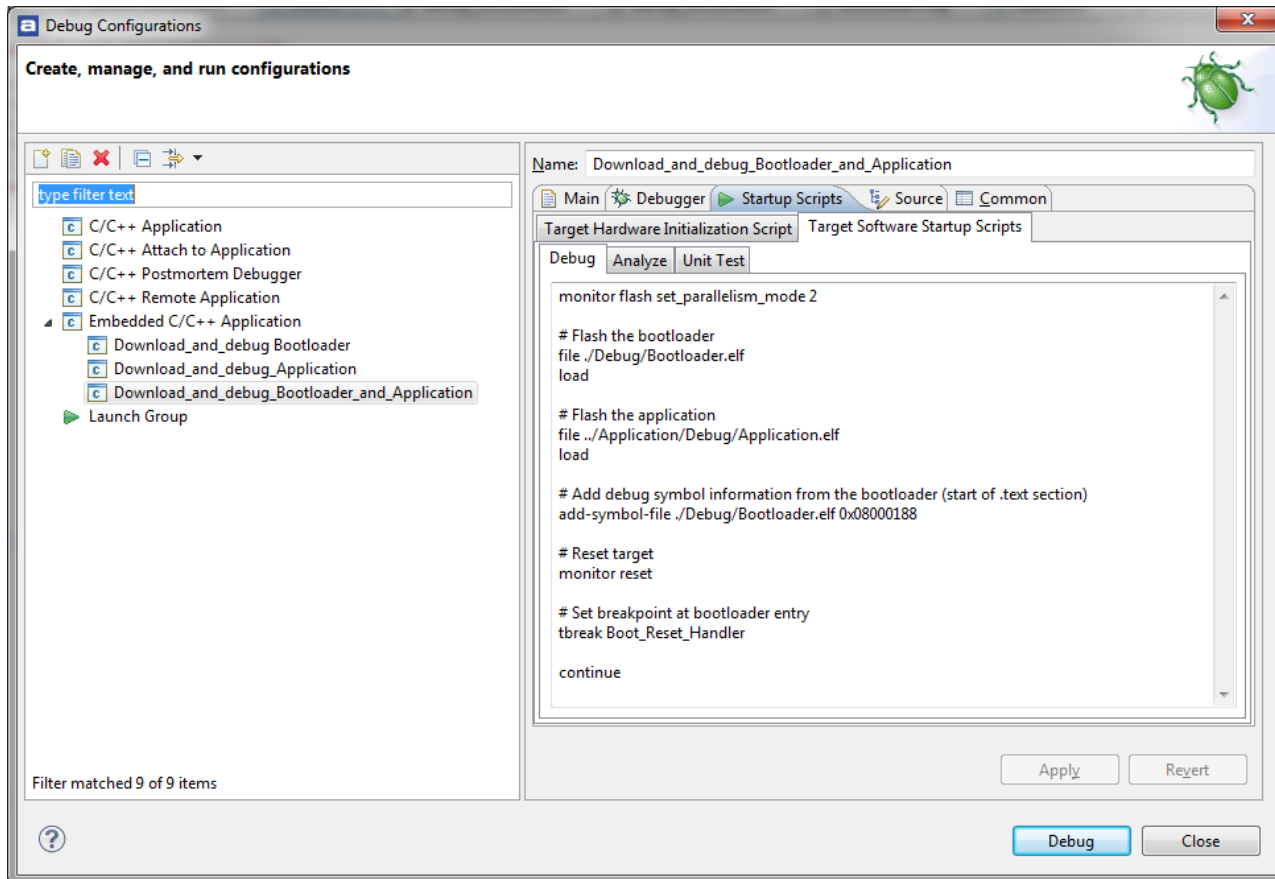 Debug Configurations
Create, manage, and run configurations
type filter text
C/C++ Application
C/C++ Attach to Application
C/C++ Postmortem Debugger
C/C++ Remote Application
Embedded C/C++ Application
Download_and_debug Bootloader
Download_and_debug_Application
Download_and_debug_Bootloader_and_Application
Launch Group
Filter matched 9 of 9 items
Name: Download_and_debug_Bootloader_and_Application
Main Debugger Startup Scripts Source Common
Target Hardware Initialization Script Target Software Startup Scripts
Debug Analyze Unit Test
monitor flash set_parallelism_mode 2
# Flash the bootloader
file ./Debug/Bootloader.elf
load
# Flash the application
file ../Application/Debug/Application.elf
load
# Add debug symbol information from the bootloader (start of .text section)
add-symbol-file ./Debug/Bootloader.elf 0x08000188
# Reset target
monitor reset
# Set breakpoint at bootloader entry
tbreak Boot_Reset_Handler
continue
Apply Revert
Debug Close